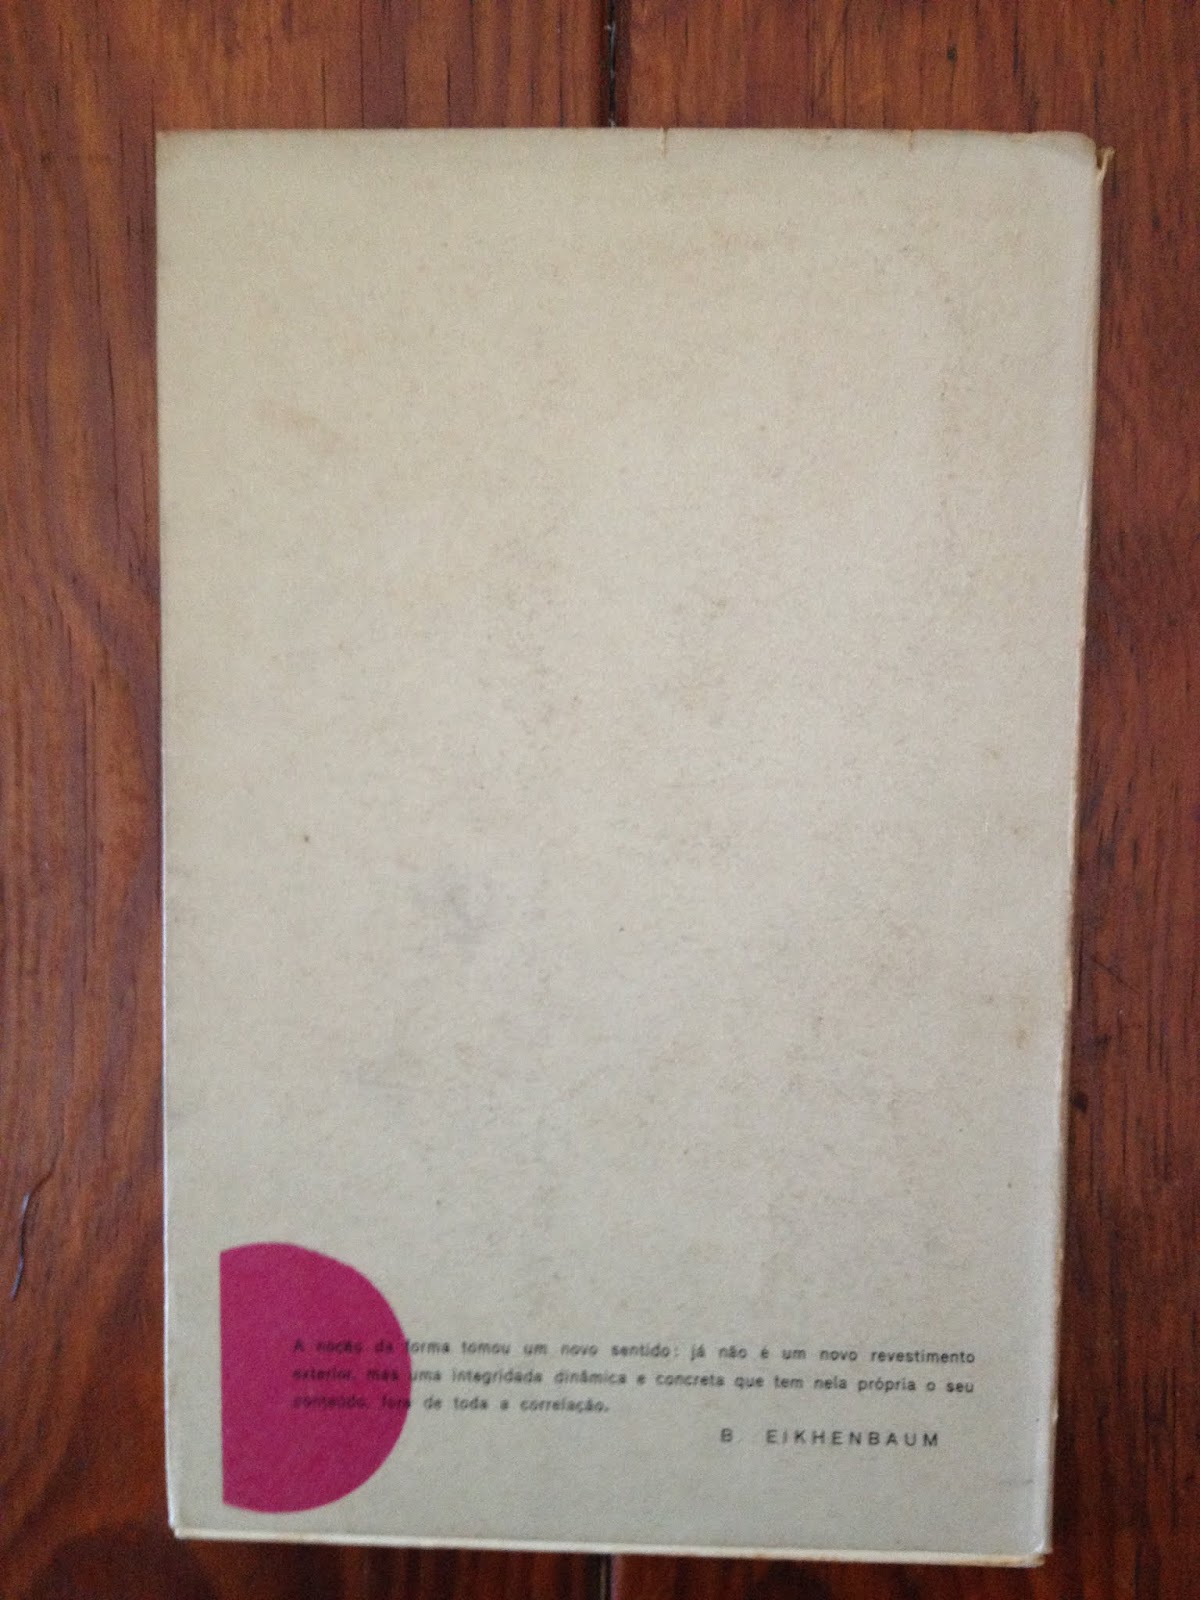 A noção da forma tomou um novo sentido: já não é um novo revestimento
exterior, mas uma integridade dinâmica e concreta que tem nela própria o seu
conteúdo, fora de toda a correlação.
B. EIKHENBAUM